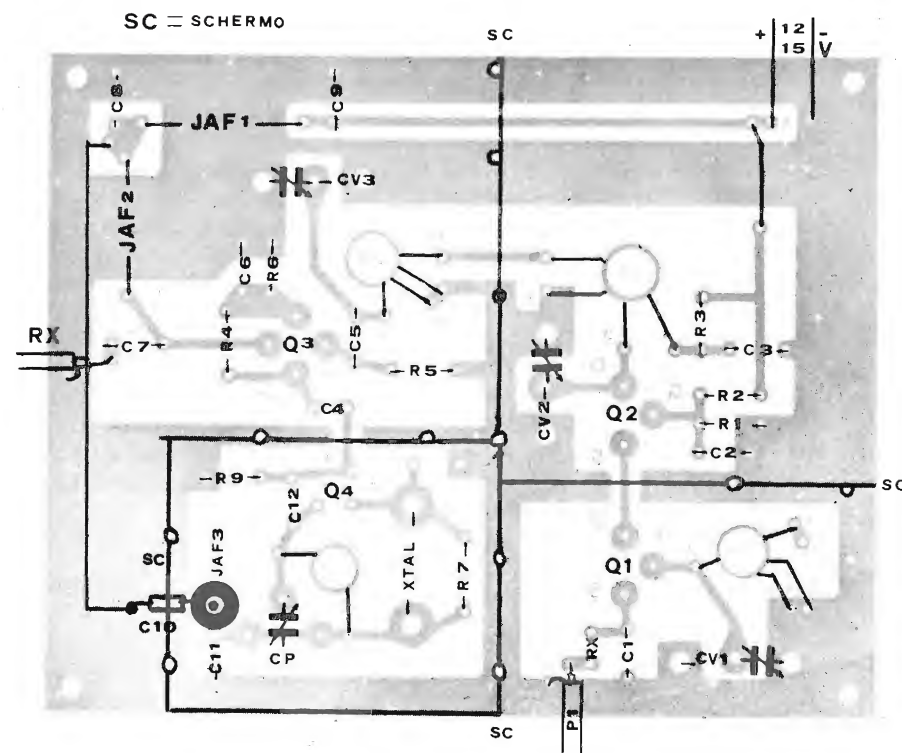 SC = SCHERMO
SC
+ 12 -
15 V
C8
JAF1
C9
CV3
JAF2
C6
R6
RX
C7
R4
Q3
C5
R5
R3
C3
CV2
R2
Q2
R1
C4
C2
R9
C12
Q4
SC
SC
JAF3
XTAL
R7
Q1
C10
C11
CP
RX
C1
CV1
P1
SC